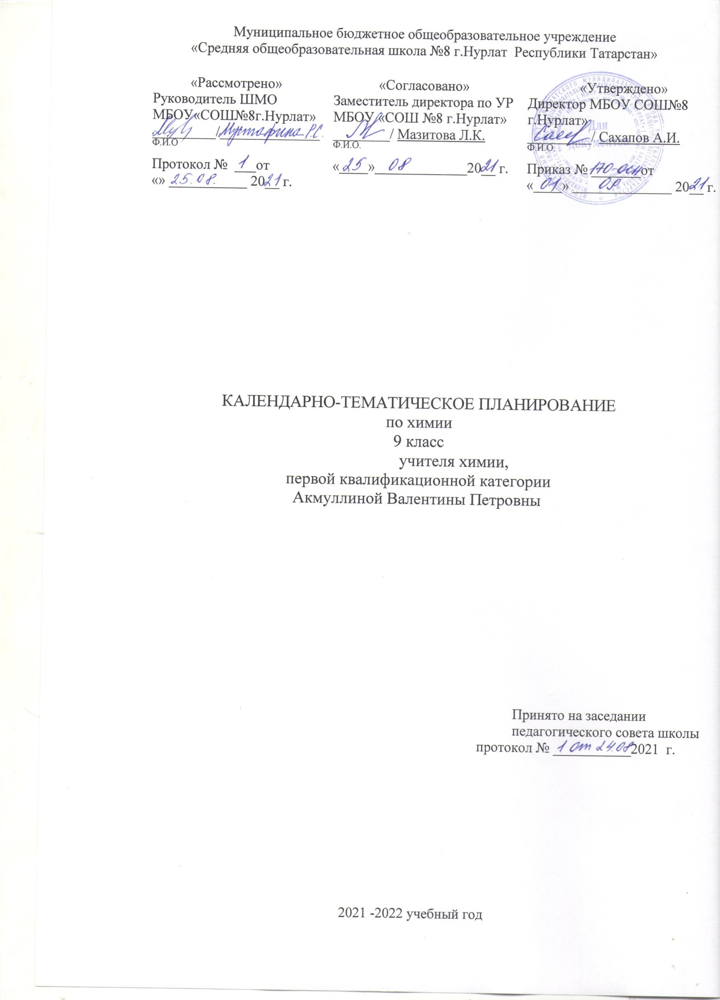 Муниципальное бюджетное общеобразовательное учреждение
«Средняя общеобразовательная школа №8 г.Нурлат Республики Татарстан»
«Рассмотрено»
Руководитель ШМО
МБОУ«СОШ№8г.Нурлат»
/Мустафина Р.С.
Ф.И.О
Протокол № 1 от
«» 25.08. 2021 г.
«Согласовано»
Заместитель директора по УР
МБОУ «СОШ №8 г.Нурлат»
/ Мазитова Л.К.
Ф.И.О.
«25» 08 2021 г.
«Утверждено»
Директор МБОУ СОШ№8
г.Нурлат»
/ Сахапов А.И.
Ф.И.О.
Приказ № 170-осн от
«01» 09 2021 г.
Для
документов
КАЛЕНДАРНО-ТЕМАТИЧЕСКОЕ ПЛАНИРОВАНИЕ
по химии
9 класс
учителя химии,
первой квалификационной категории
Акмуллиной Валентины Петровны
Принято на заседании
педагогического совета школы
протокол № 1 от 24.08 2021 г.
2021 -2022 учебный год